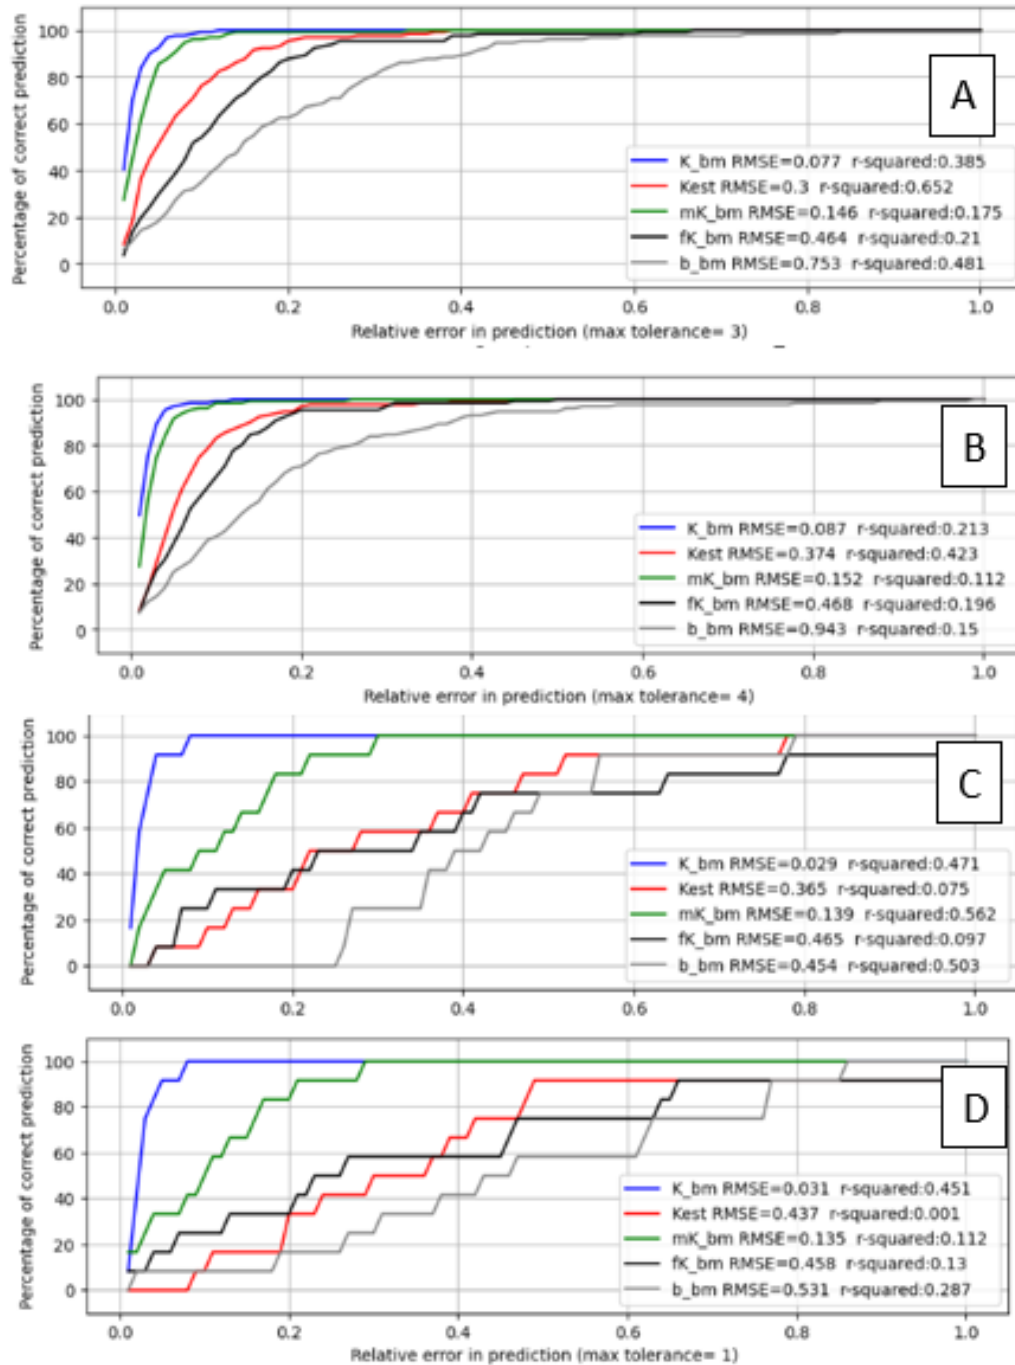 100
80
60
40
20
0
Percentage of correct prediction
A
K_bm RMSE=0.077 r-squared:0.385
Kest RMSE=0.3 r-squared:0.652
mK_bm RMSE=0.146 r-squared:0.175
fK_bm RMSE=0.464 r-squared:0.21
b_bm RMSE=0.753 r-squared:0.481
0.0 0.2 0.4 0.6 0.8 1.0
Relative error in prediction (max tolerance= 3)
100
80
60
40
20
0
Percentage of correct prediction
B
K_bm RMSE=0.087 r-squared:0.213
Kest RMSE=0.374 r-squared:0.423
mK_bm RMSE=0.152 r-squared:0.112
fK_bm RMSE=0.468 r-squared:0.196
b_bm RMSE=0.943 r-squared:0.15
0.0 0.2 0.4 0.6 0.8 1.0
Relative error in prediction (max tolerance= 4)
100
80
60
40
20
0
Percentage of correct prediction
C
K_bm RMSE=0.029 r-squared:0.471
Kest RMSE=0.365 r-squared:0.075
mK_bm RMSE=0.139 r-squared:0.562
fK_bm RMSE=0.465 r-squared:0.097
b_bm RMSE=0.454 r-squared:0.503
0.0 0.2 0.4 0.6 0.8 1.0
100
80
60
40
20
0
Percentage of correct prediction
D
K_bm RMSE=0.031 r-squared:0.451
Kest RMSE=0.437 r-squared:0.001
mK_bm RMSE=0.135 r-squared:0.112
fK_bm RMSE=0.458 r-squared:0.13
b_bm RMSE=0.531 r-squared:0.287
0.0 0.2 0.4 0.6 0.8 1.0
Relative error in prediction (max tolerance= 1)